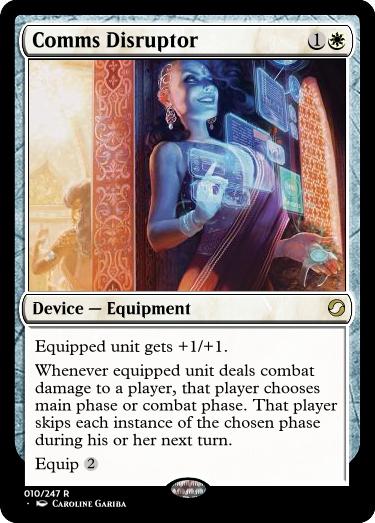 Comms Disruptor 1
Device — Equipment
Equipped unit gets +1/+1.
Whenever equipped unit deals combat
damage to a player, that player chooses
main phase or combat phase. That player
skips each instance of the chosen phase
during his or her next turn.
Equip 2
010/247 R
· Caroline Gariba